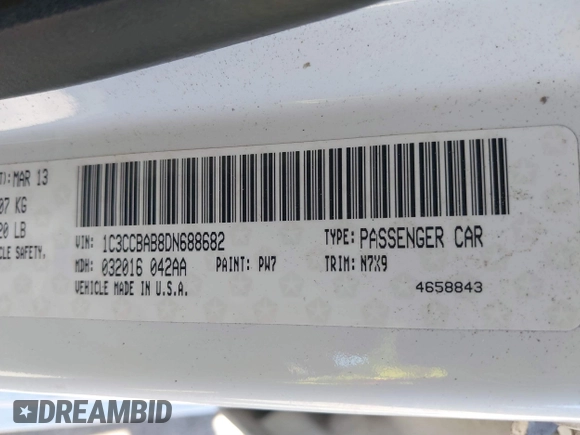 T): MAR 13
07 KG
20 LB
CLE SAFETY.
VIN: 1C3CCBAB8DN688682
TYPE: PASSENGER CAR
MDH: 032016 042AA
PAINT: PW7
TRIM: N7X9
VEHICLE MADE IN U.S.A.
4658843
DREAMBID